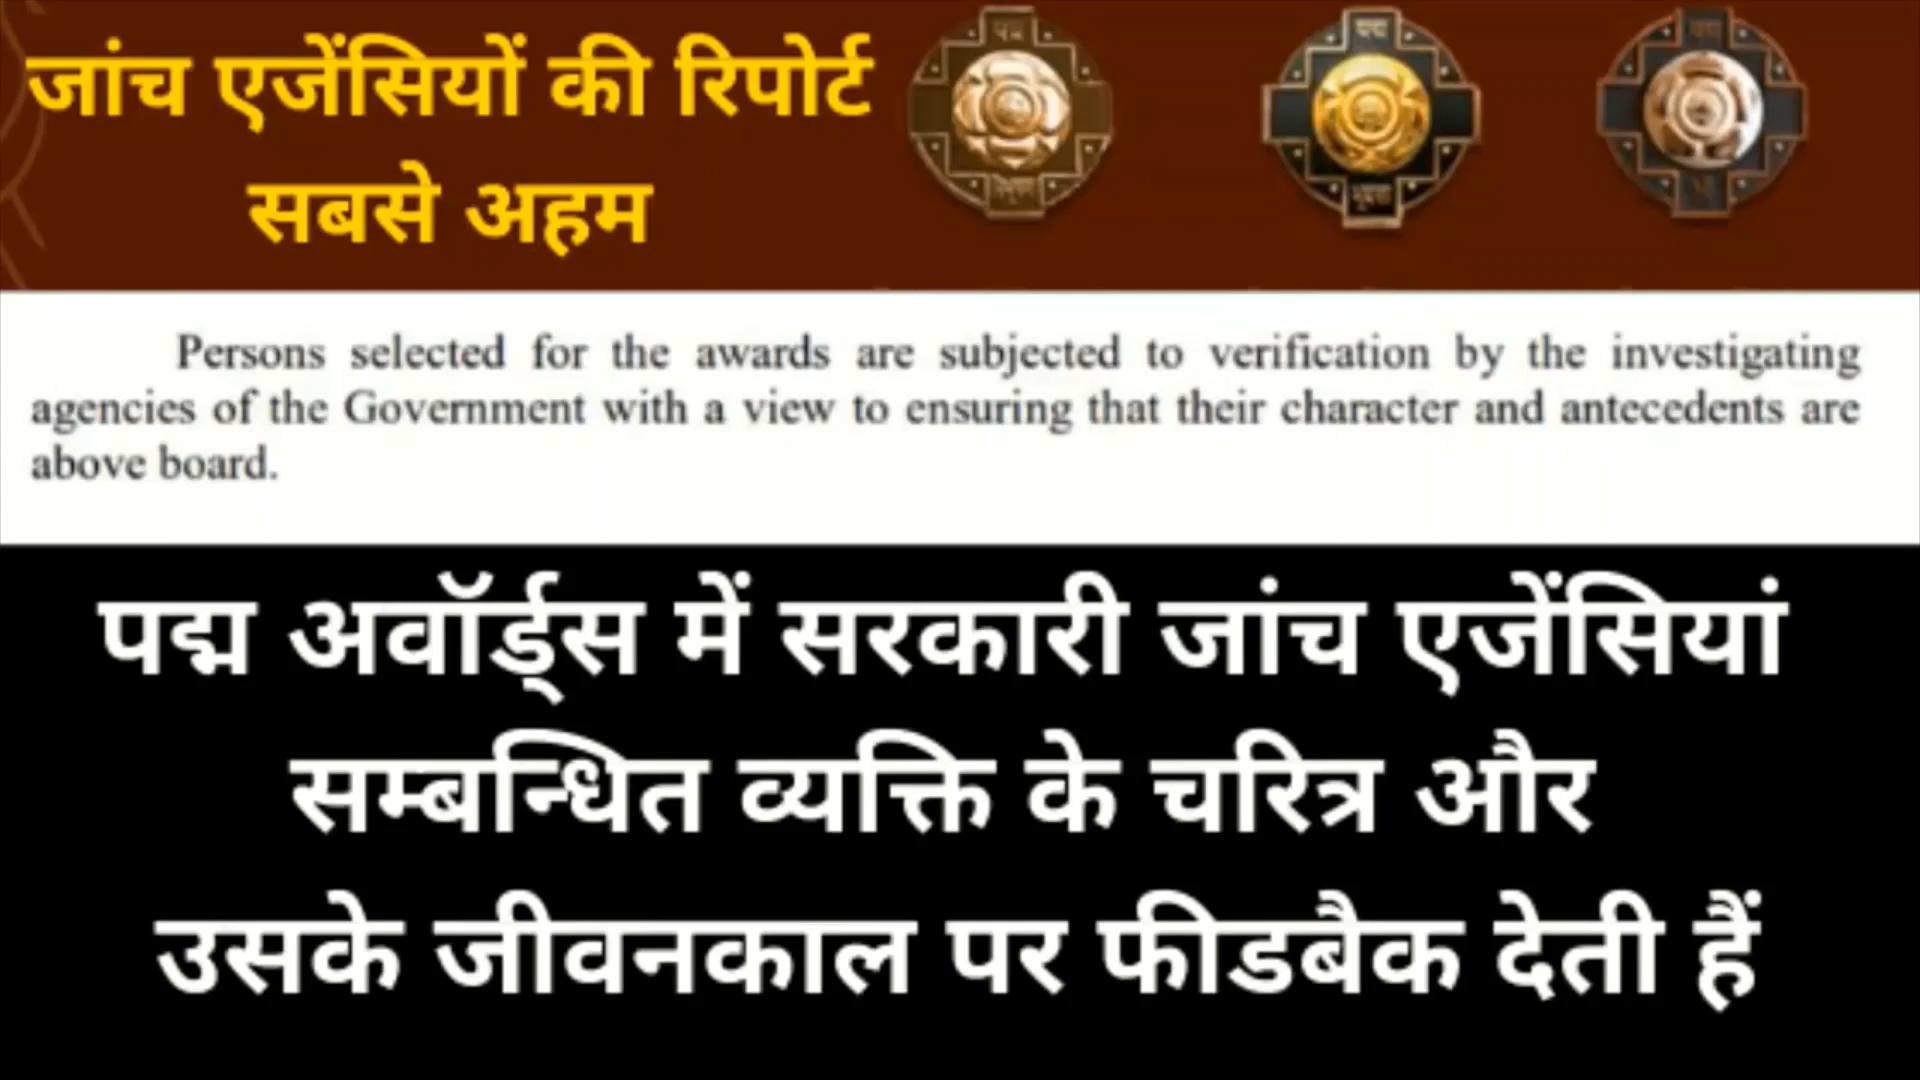 जांच एजेंसियों की रिपोर्ट
सबसे अहम
Persons selected for the awards are subjected to verification by the investigating
agencies of the Government with a view to ensuring that their character and antecedents are
above board.
पद्म अवॉर्ड्स में सरकारी जांच एजेंसियां
सम्बन्धित व्यक्ति के चरित्र और
उसके जीवनकाल पर फीडबैक देती हैं